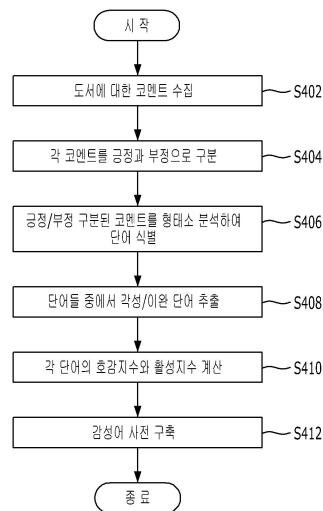 시 작
도서에 대한 코멘트 수집
S402
각 코멘트를 긍정과 부정으로 구분
S404
긍정/부정 구분된 코멘트를 형태소 분석하여
단어 식별
S406
단어들 중에서 각성/이완 단어 추출
S408
각 단어의 호감지수와 활성지수 계산
S410
감성어 사전 구축
S412
종 료